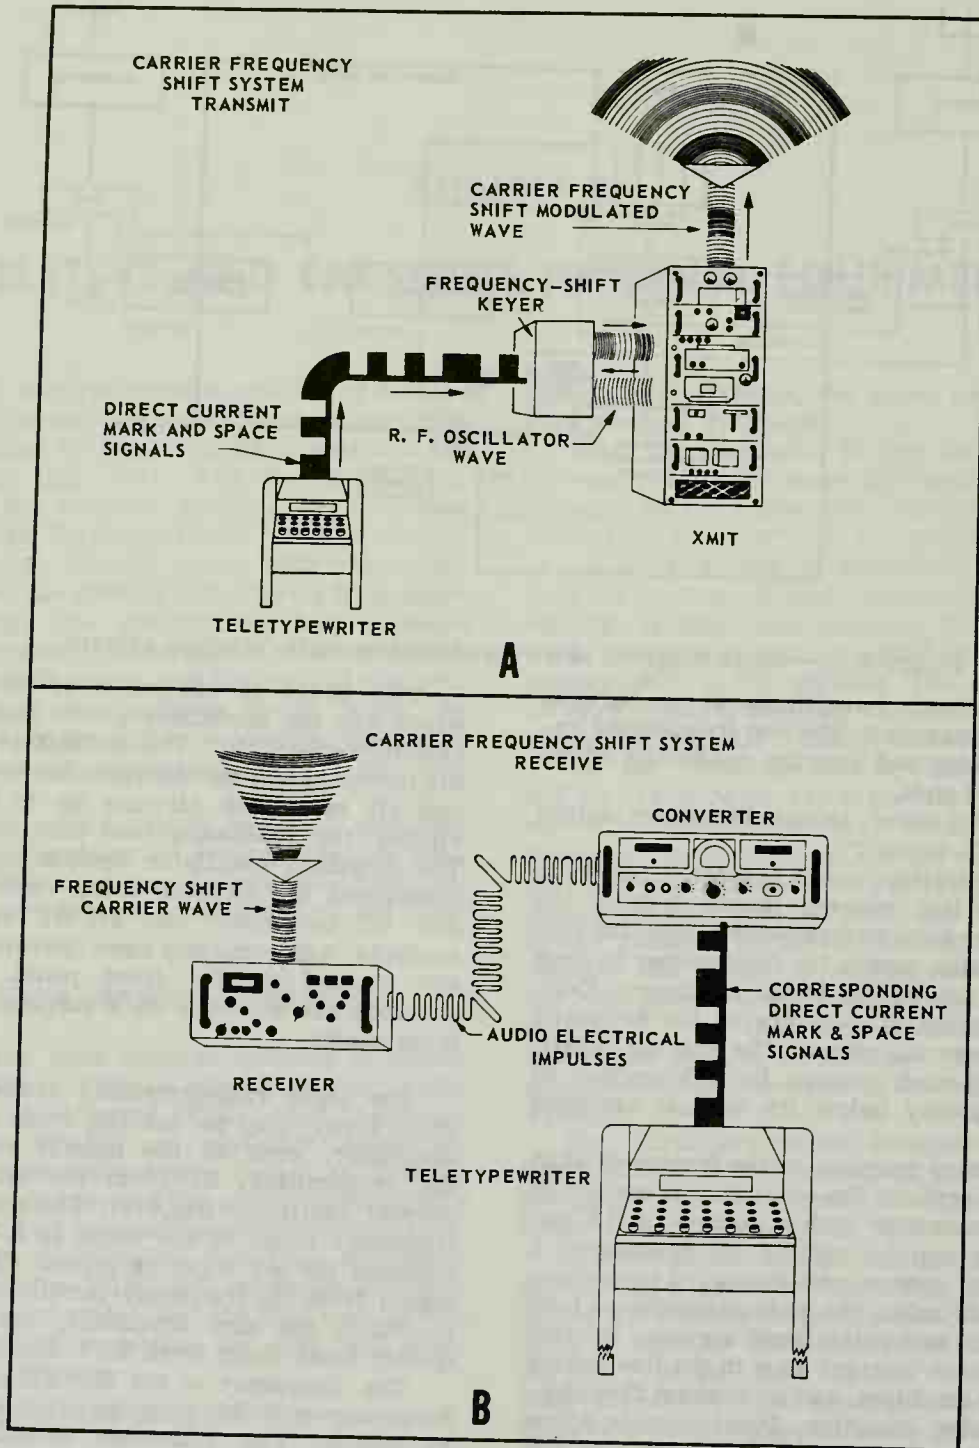 CARRIER FREQUENCY
SHIFT SYSTEM
TRANSMIT
CARRIER FREQUENCY
SHIFT MODULATED
WAVE
FREQUENCY-SHIFT
KEYER
DIRECT CURRENT
MARK AND SPACE
SIGNALS
R. F. OSCILLATOR
WAVE
XMIT
TELETYPEWRITER
A
CARRIER FREQUENCY SHIFT SYSTEM
RECEIVE
CONVERTER
FREQUENCY SHIFT
CARRIER WAVE
CORRESPONDING
DIRECT CURRENT
MARK & SPACE
SIGNALS
AUDIO ELECTRICAL
IMPULSES
RECEIVER
TELETYPEWRITER
B